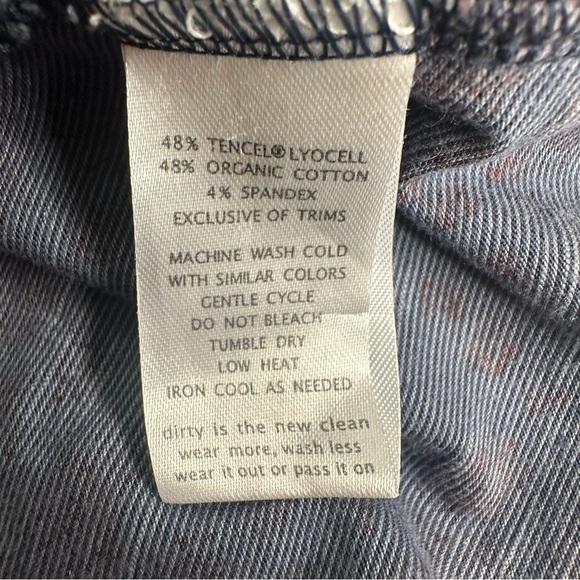 48% TENCEL® LYOCELL
48% ORGANIC COTTON
4% SPANDEX
EXCLUSIVE OF TRIMS
MACHINE WASH COLD
WITH SIMILAR COLORS
GENTLE CYCLE
DO NOT BLEACH
TUMBLE DRY
LOW HEAT
IRON COOL AS NEEDED
dirty is the new clean
wear more, wash less
wear it out or pass it on